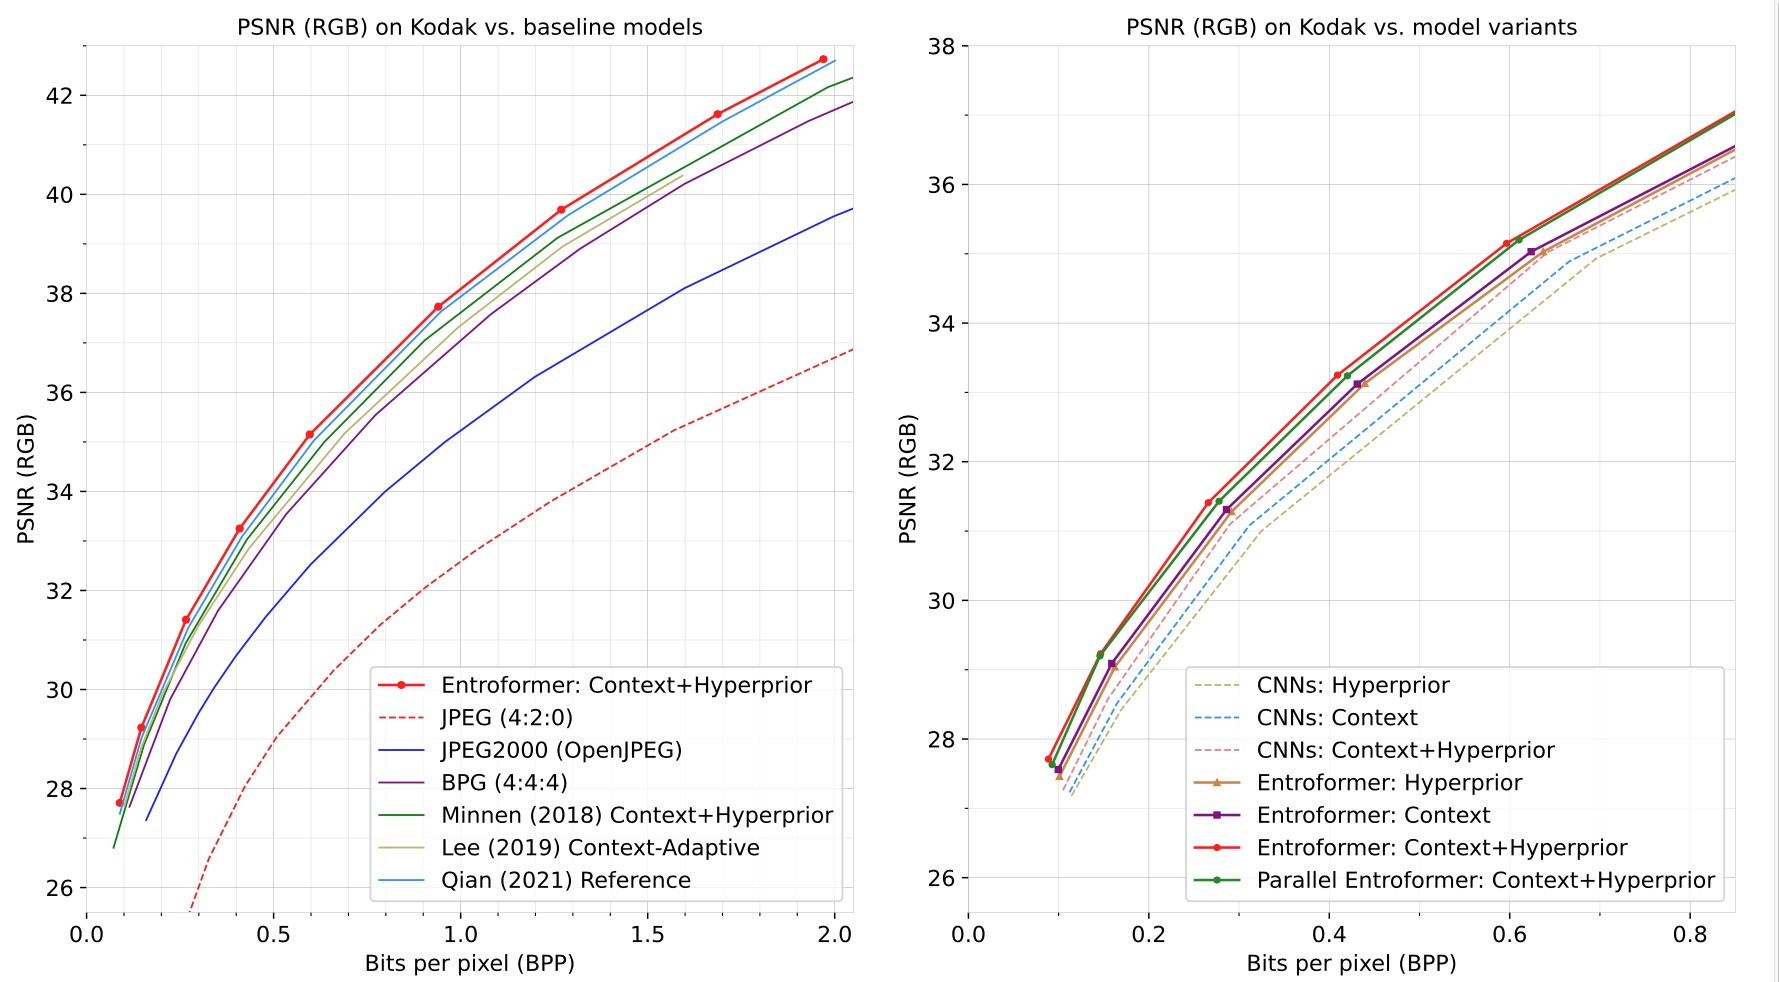 PSNR (RGB) on Kodak vs. baseline models
42
40
38
36
34
32
30
28
26
PSNR (RGB)
0.0 0.5 1.0 1.5 2.0
Bits per pixel (BPP)
Entroformer: Context+Hyperprior
JPEG (4:2:0)
JPEG2000 (OpenJPEG)
BPG (4:4:4)
Minnen (2018) Context+Hyperprior
Lee (2019) Context-Adaptive
Qian (2021) Reference
PSNR (RGB) on Kodak vs. model variants
38
36
34
32
30
28
26
PSNR (RGB)
0.0 0.2 0.4 0.6 0.8
Bits per pixel (BPP)
CNNs: Hyperprior
CNNs: Context
CNNs: Context+Hyperprior
Entroformer: Hyperprior
Entroformer: Context
Entroformer: Context+Hyperprior
Parallel Entroformer: Context+Hyperprior